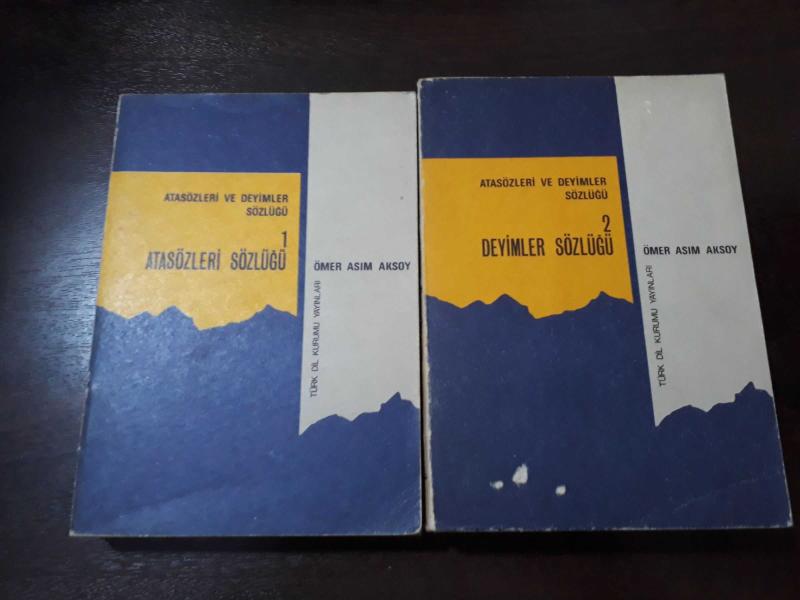 ATASÖZLERİ VE DEYİMLER
SÖZLÜĞÜ
1
ATASÖZLERİ SÖZLÜĞÜ
ÖMER ASIM AKSOY
TÜRK DİL KURUMU YAYINLARI
ATASÖZLERİ VE DEYİMLER
SÖZLÜĞÜ
2
DEYİMLER SÖZLÜĞÜ
ÖMER ASIM AKSOY
TÜRK DİL KURUMU YAYINLARI